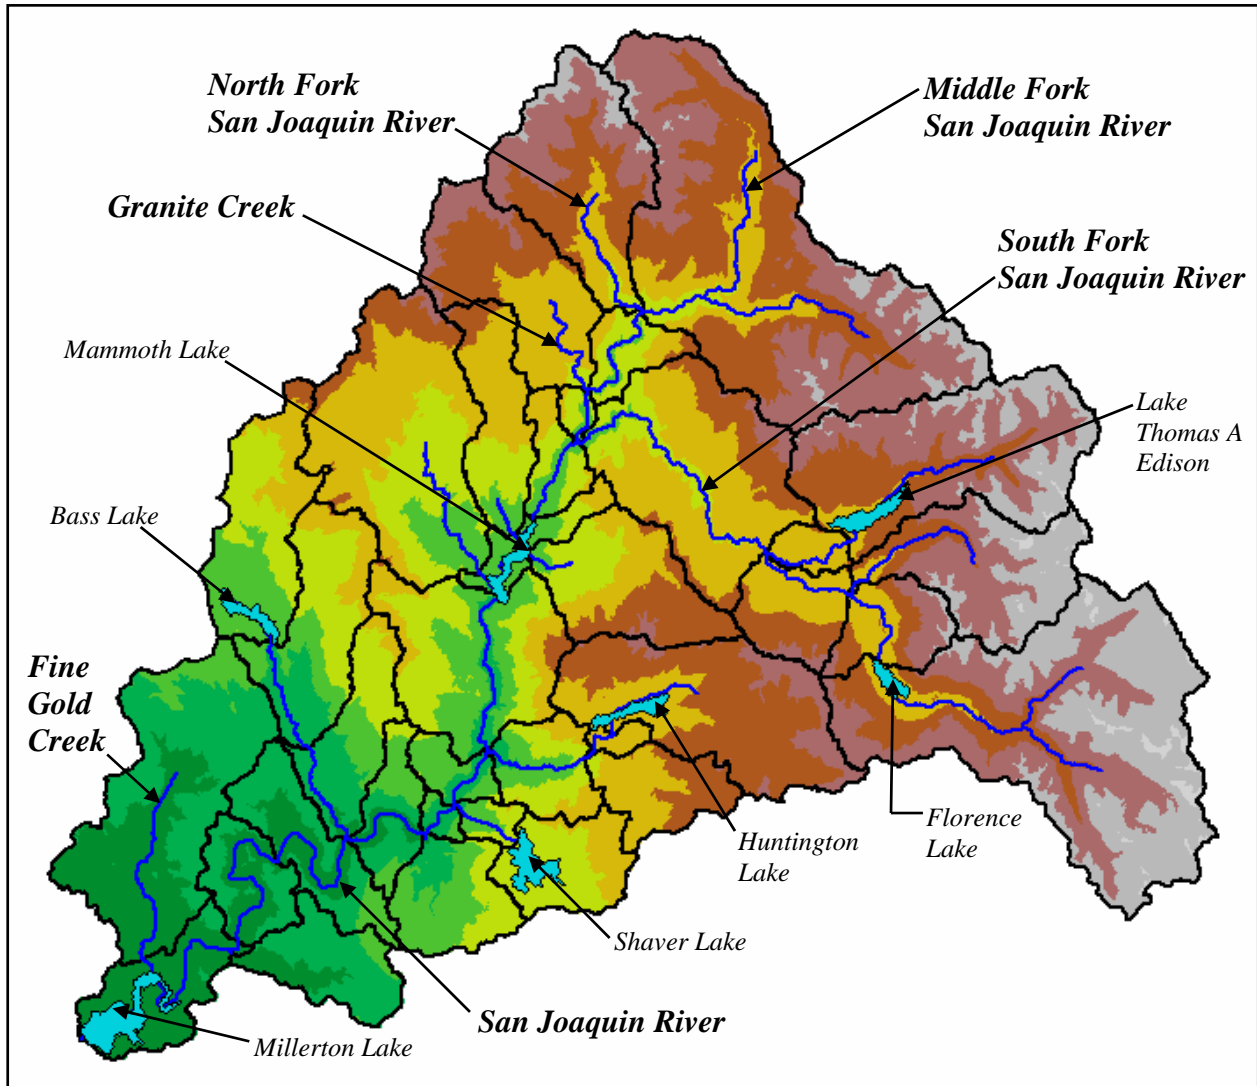 North Fork
San Joaquin River
Middle Fork
San Joaquin River
Granite Creek
South Fork
San Joaquin River
Mammoth Lake
Lake
Thomas A
Edison
Bass Lake
Fine
Gold
Creek
Florence
Lake
Huntington
Lake
Shaver Lake
San Joaquin River
Millerton Lake